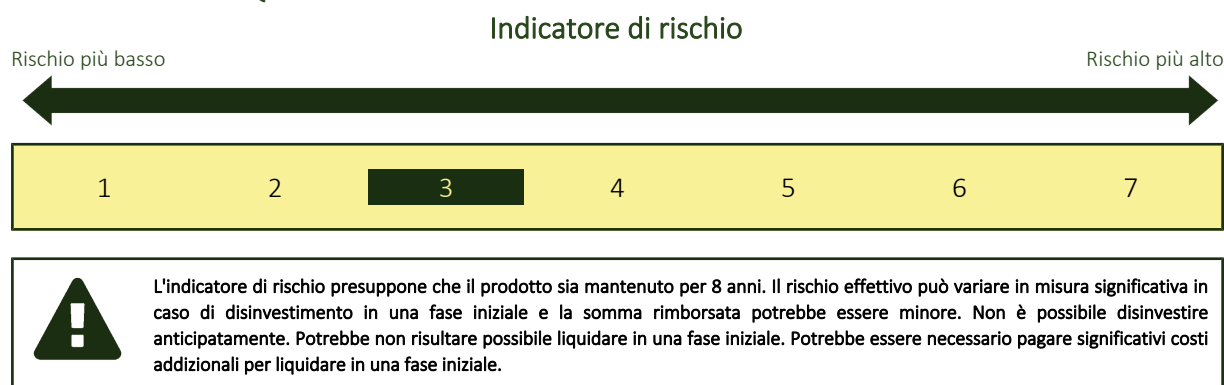 Indicatore di rischio
Rischio più basso
Rischio più alto
1 2 3 4 5 6 7
L'indicatore di rischio presuppone che il prodotto sia mantenuto per 8 anni. Il rischio effettivo può variare in misura significativa in
caso di disinvestimento in una fase iniziale e la somma rimborsata potrebbe essere minore. Non è possibile disinvestire
anticipatamente. Potrebbe non risultare possibile liquidare in una fase iniziale. Potrebbe essere necessario pagare significativi costi
addizionali per liquidare in una fase iniziale.